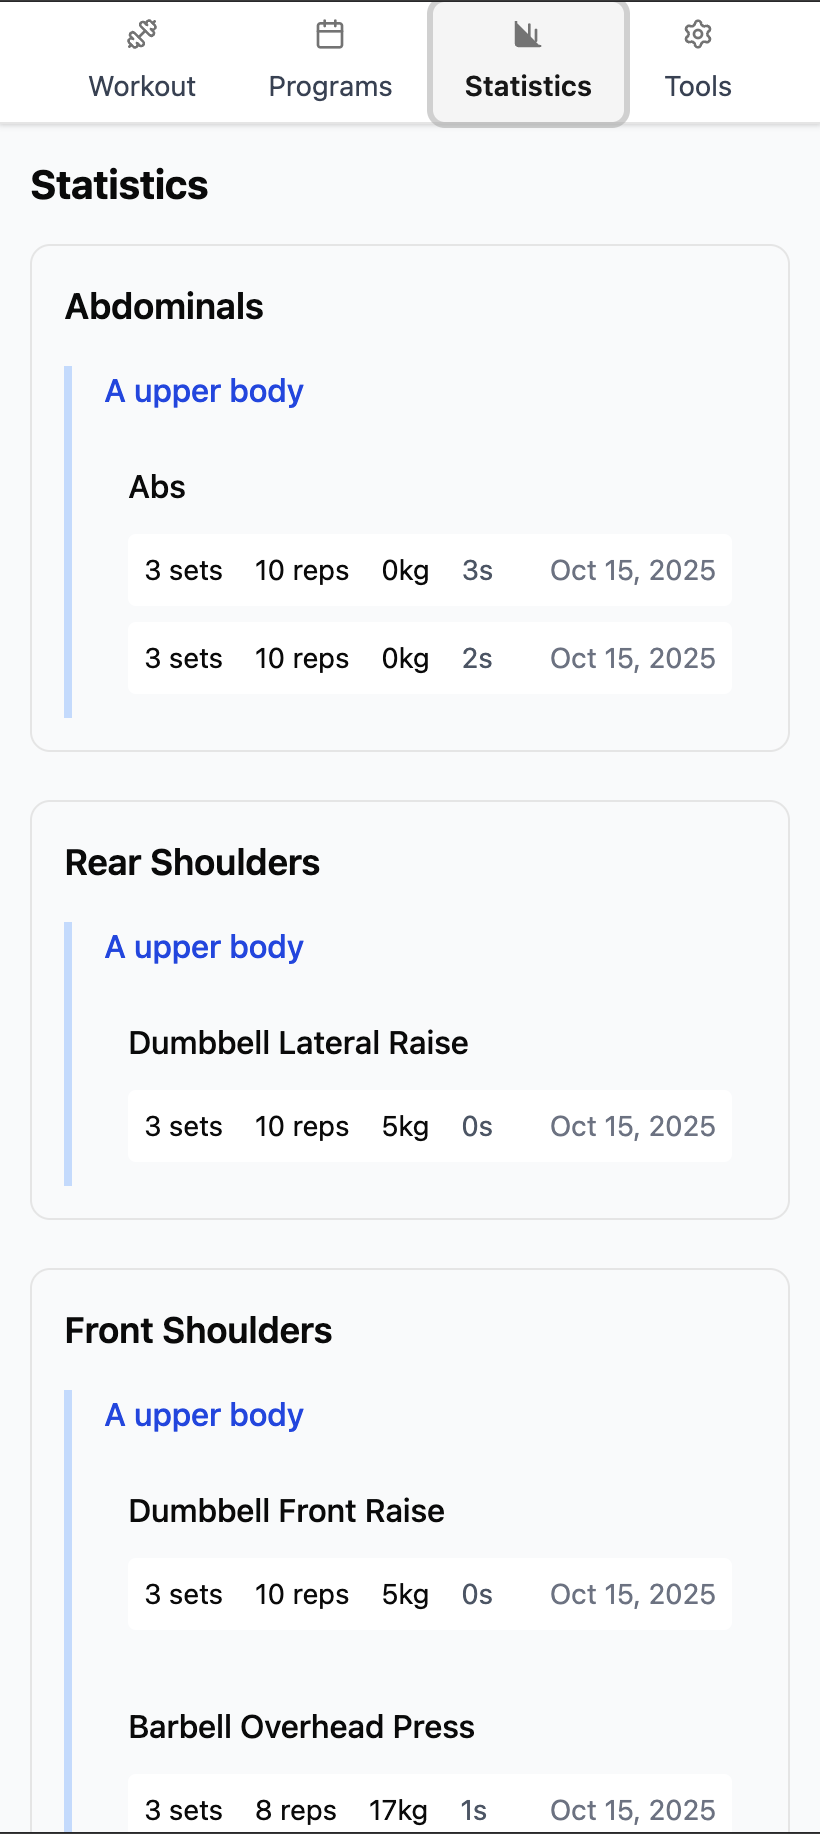 Workout Programs Statistics Tools
Statistics
Abdominals
A upper body
Abs
3 sets 10 reps 0kg 3s Oct 15, 2025
3 sets 10 reps 0kg 2s Oct 15, 2025
Rear Shoulders
A upper body
Dumbbell Lateral Raise
3 sets 10 reps 5kg 0s Oct 15, 2025
Front Shoulders
A upper body
Dumbbell Front Raise
3 sets 10 reps 5kg 0s Oct 15, 2025
Barbell Overhead Press
3 sets 8 reps 17kg 1s Oct 15, 2025